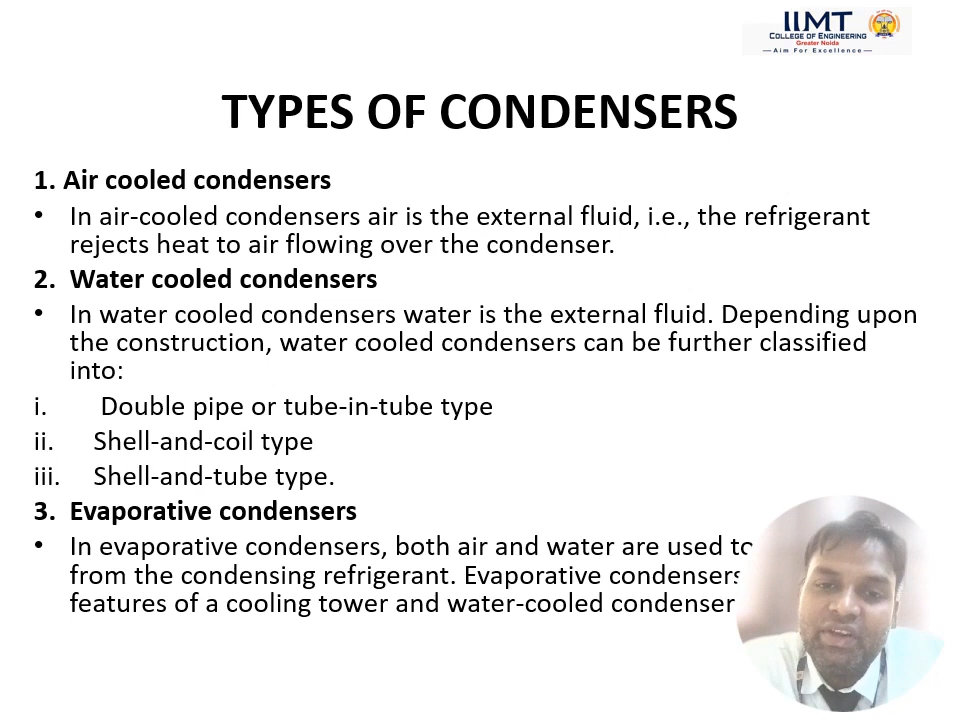 IIMT
COLLEGE OF ENGINEERING
Greater Noida
—Aim For Excellence—
TYPES OF CONDENSERS
1. Air cooled condensers
• In air-cooled condensers air is the external fluid, i.e., the refrigerant
rejects heat to air flowing over the condenser.
2. Water cooled condensers
• In water cooled condensers water is the external fluid. Depending upon
the construction, water cooled condensers can be further classified
into:
i. Double pipe or tube-in-tube type
ii. Shell-and-coil type
iii. Shell-and-tube type.
3. Evaporative condensers
• In evaporative condensers, both air and water are used to
from the condensing refrigerant. Evaporative condensers
features of a cooling tower and water-cooled condenser